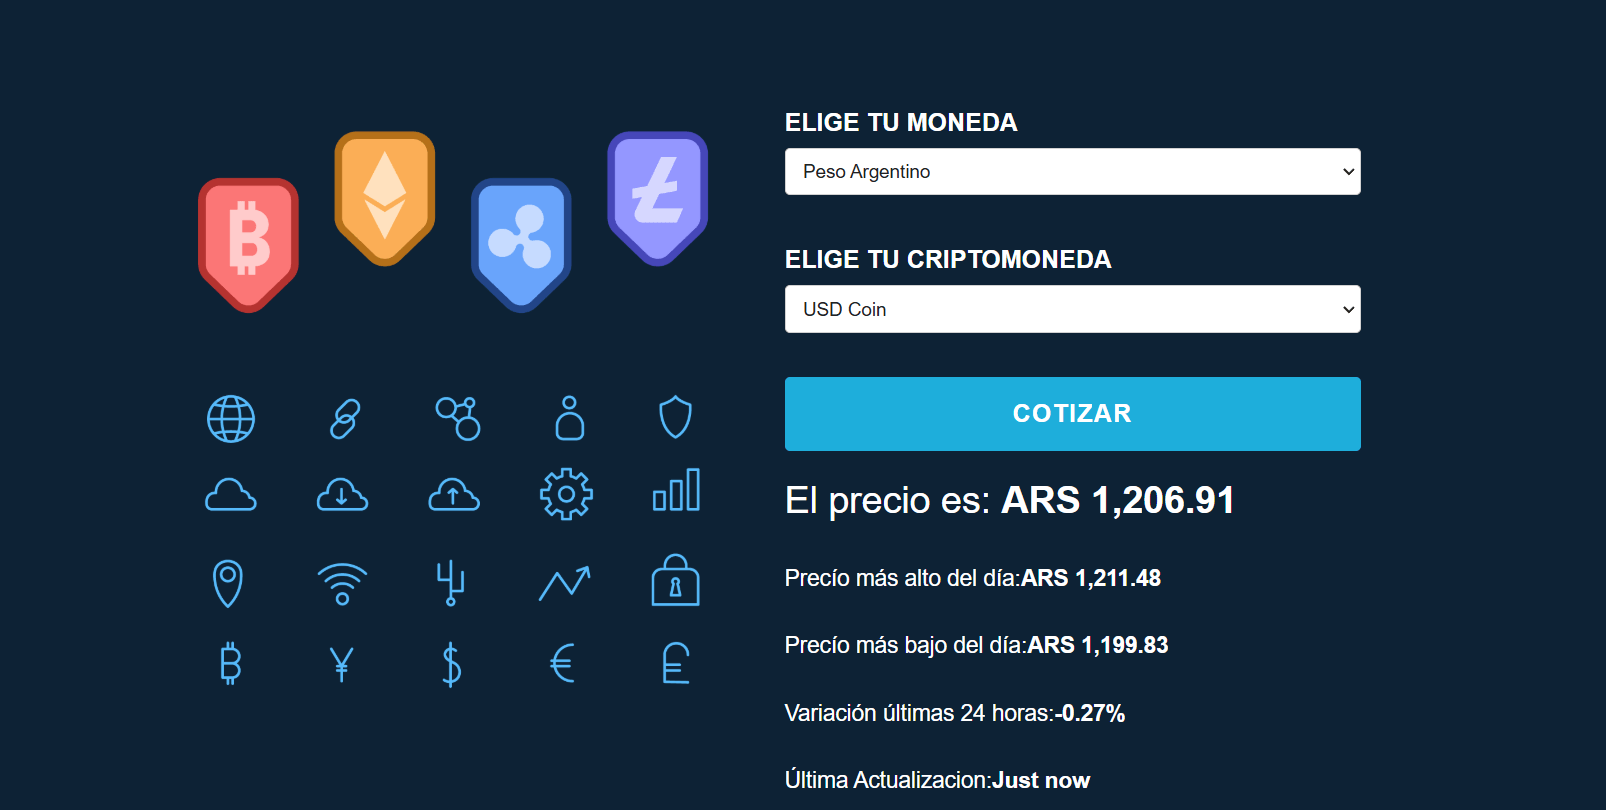 ELIGE TU MONEDA
Peso Argentino
ELIGE TU CRIPTOMONEDA
USD Coin
COTIZAR
El precio es: ARS 1,206.91
Precío más alto del día:ARS 1,211.48
Precío más bajo del día:ARS 1,199.83
Variación últimas 24 horas:-0.27%
Última Actualizacion:Just now